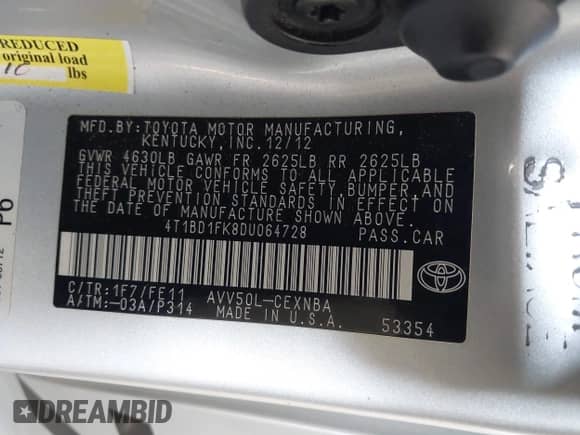 REDUCED
original load
10 lbs
MFD.BY:TOYOTA MOTOR MANUFACTURING,
KENTUCKY, INC.12/12
GVWR 4630LB GAWR FR 2625LB RR 2625LB
THIS VEHICLE CONFORMS TO ALL APPLICABLE
FEDERAL MOTOR VEHICLE SAFETY,BUMPER,AND
THEFT PREVENTION STANDARDS IN EFFECT ON
THE DATE OF MANUFACTURE SHOWN ABOVE.
4T1BD1FK8DU064728 PASS.CAR
C/TR:1F7/FE11 AVV50L-CEXNBA
A/TM:-03A/P314 MADE IN U.S.A.
53354
TOYOTA
P6
DREAMBID